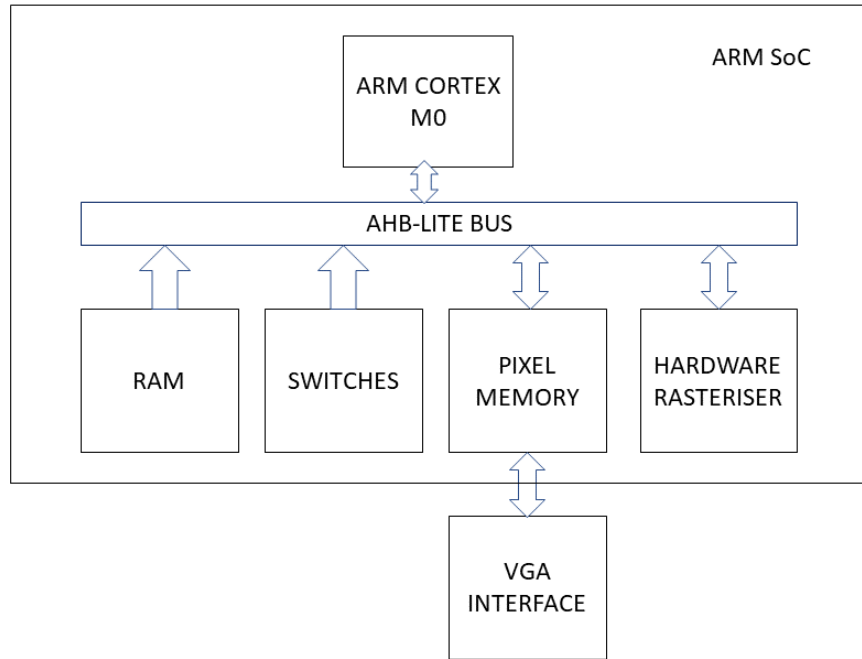 ARM SoC
ARM CORTEX
M0
AHB-LITE BUS
RAM
SWITCHES
PIXEL
MEMORY
HARDWARE
RASTERISER
VGA
INTERFACE